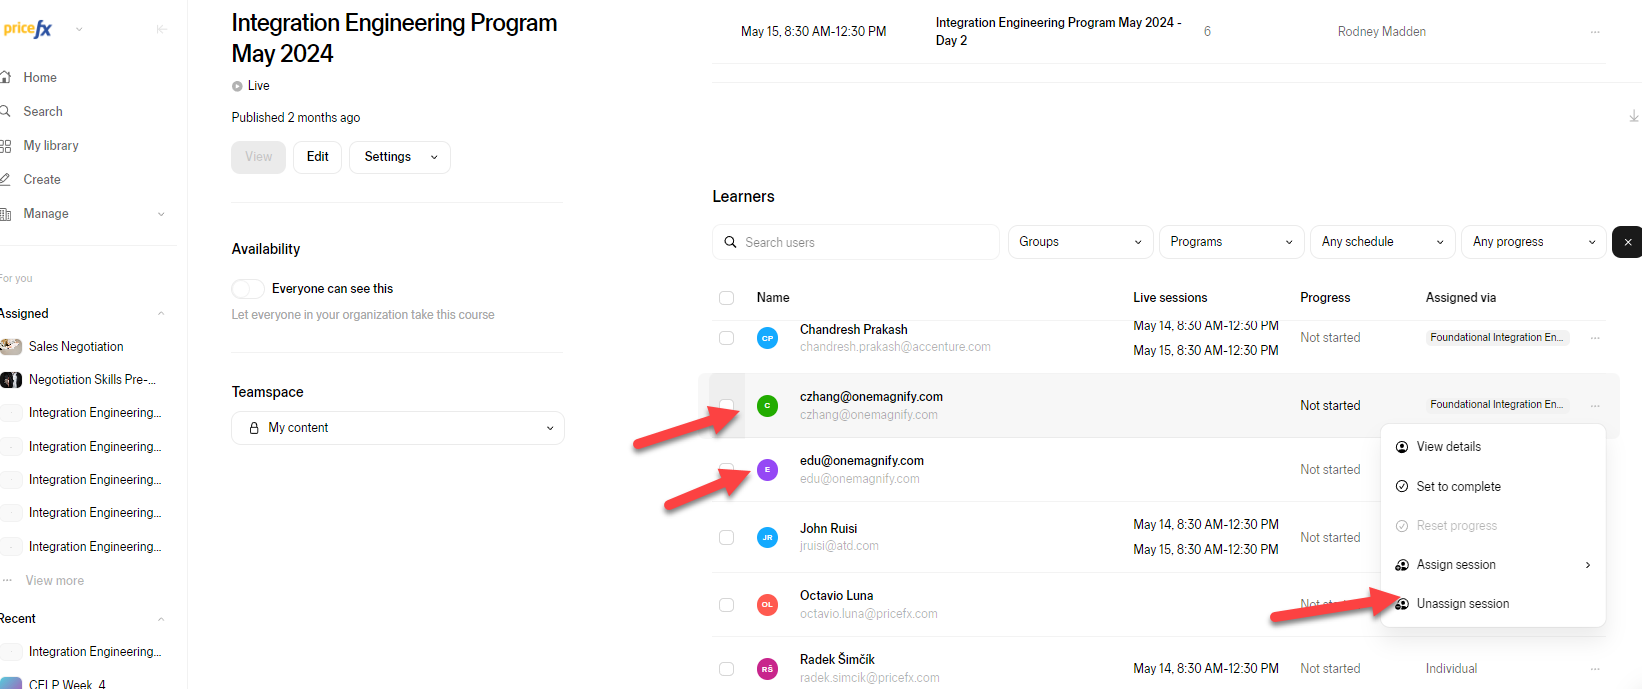 pricefx
Home
Search
My library
Create
Manage
For you
Assigned
Sales Negotiation
Negotiation Skills Pre-...
Integration Engineering...
Integration Engineering...
Integration Engineering...
Integration Engineering...
Integration Engineering...
View more
Recent
Integration Engineering...
CELP Week 4
Integration Engineering Program
May 2024
Live
Published 2 months ago
View
Edit
Settings
Availability
Everyone can see this
Let everyone in your organization take this course
Teamspace
My content
May 15, 8:30 AM-12:30 PM
Integration Engineering Program May 2024 -
Day 2
6
Rodney Madden
Learners
Search users
Groups
Programs
Any schedule
Any progress
Name
Live sessions
Progress
Assigned via
CP
Chandresh Prakash
chandresh.prakash@accenture.com
May 14, 8:30 AM-12:30 PM
May 15, 8:30 AM-12:30 PM
Not started
Foundational Integration En...
C
czhang@onemagnify.com
czhang@onemagnify.com
Not started
Foundational Integration En...
E
edu@onemagnify.com
edu@onemagnify.com
Not started
JR
John Ruisi
jruisi@atd.com
May 14, 8:30 AM-12:30 PM
May 15, 8:30 AM-12:30 PM
Not started
OL
Octavio Luna
octavio.luna@pricefx.com
Not started
RŠ
Radek Šimčík
radek.simcik@pricefx.com
May 14, 8:30 AM-12:30 PM
Not started
Individual
View details
Set to complete
Reset progress
Assign session
Unassign session